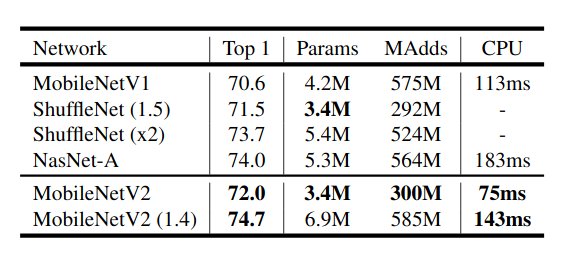 Network Top 1 Params MAdds CPU
MobileNetV1 70.6 4.2M 575M 113ms
ShuffleNet (1.5) 71.5 3.4M 292M -
ShuffleNet (x2) 73.7 5.4M 524M -
NasNet-A 74.0 5.3M 564M 183ms
MobileNetV2 72.0 3.4M 300M 75ms
MobileNetV2 (1.4) 74.7 6.9M 585M 143ms